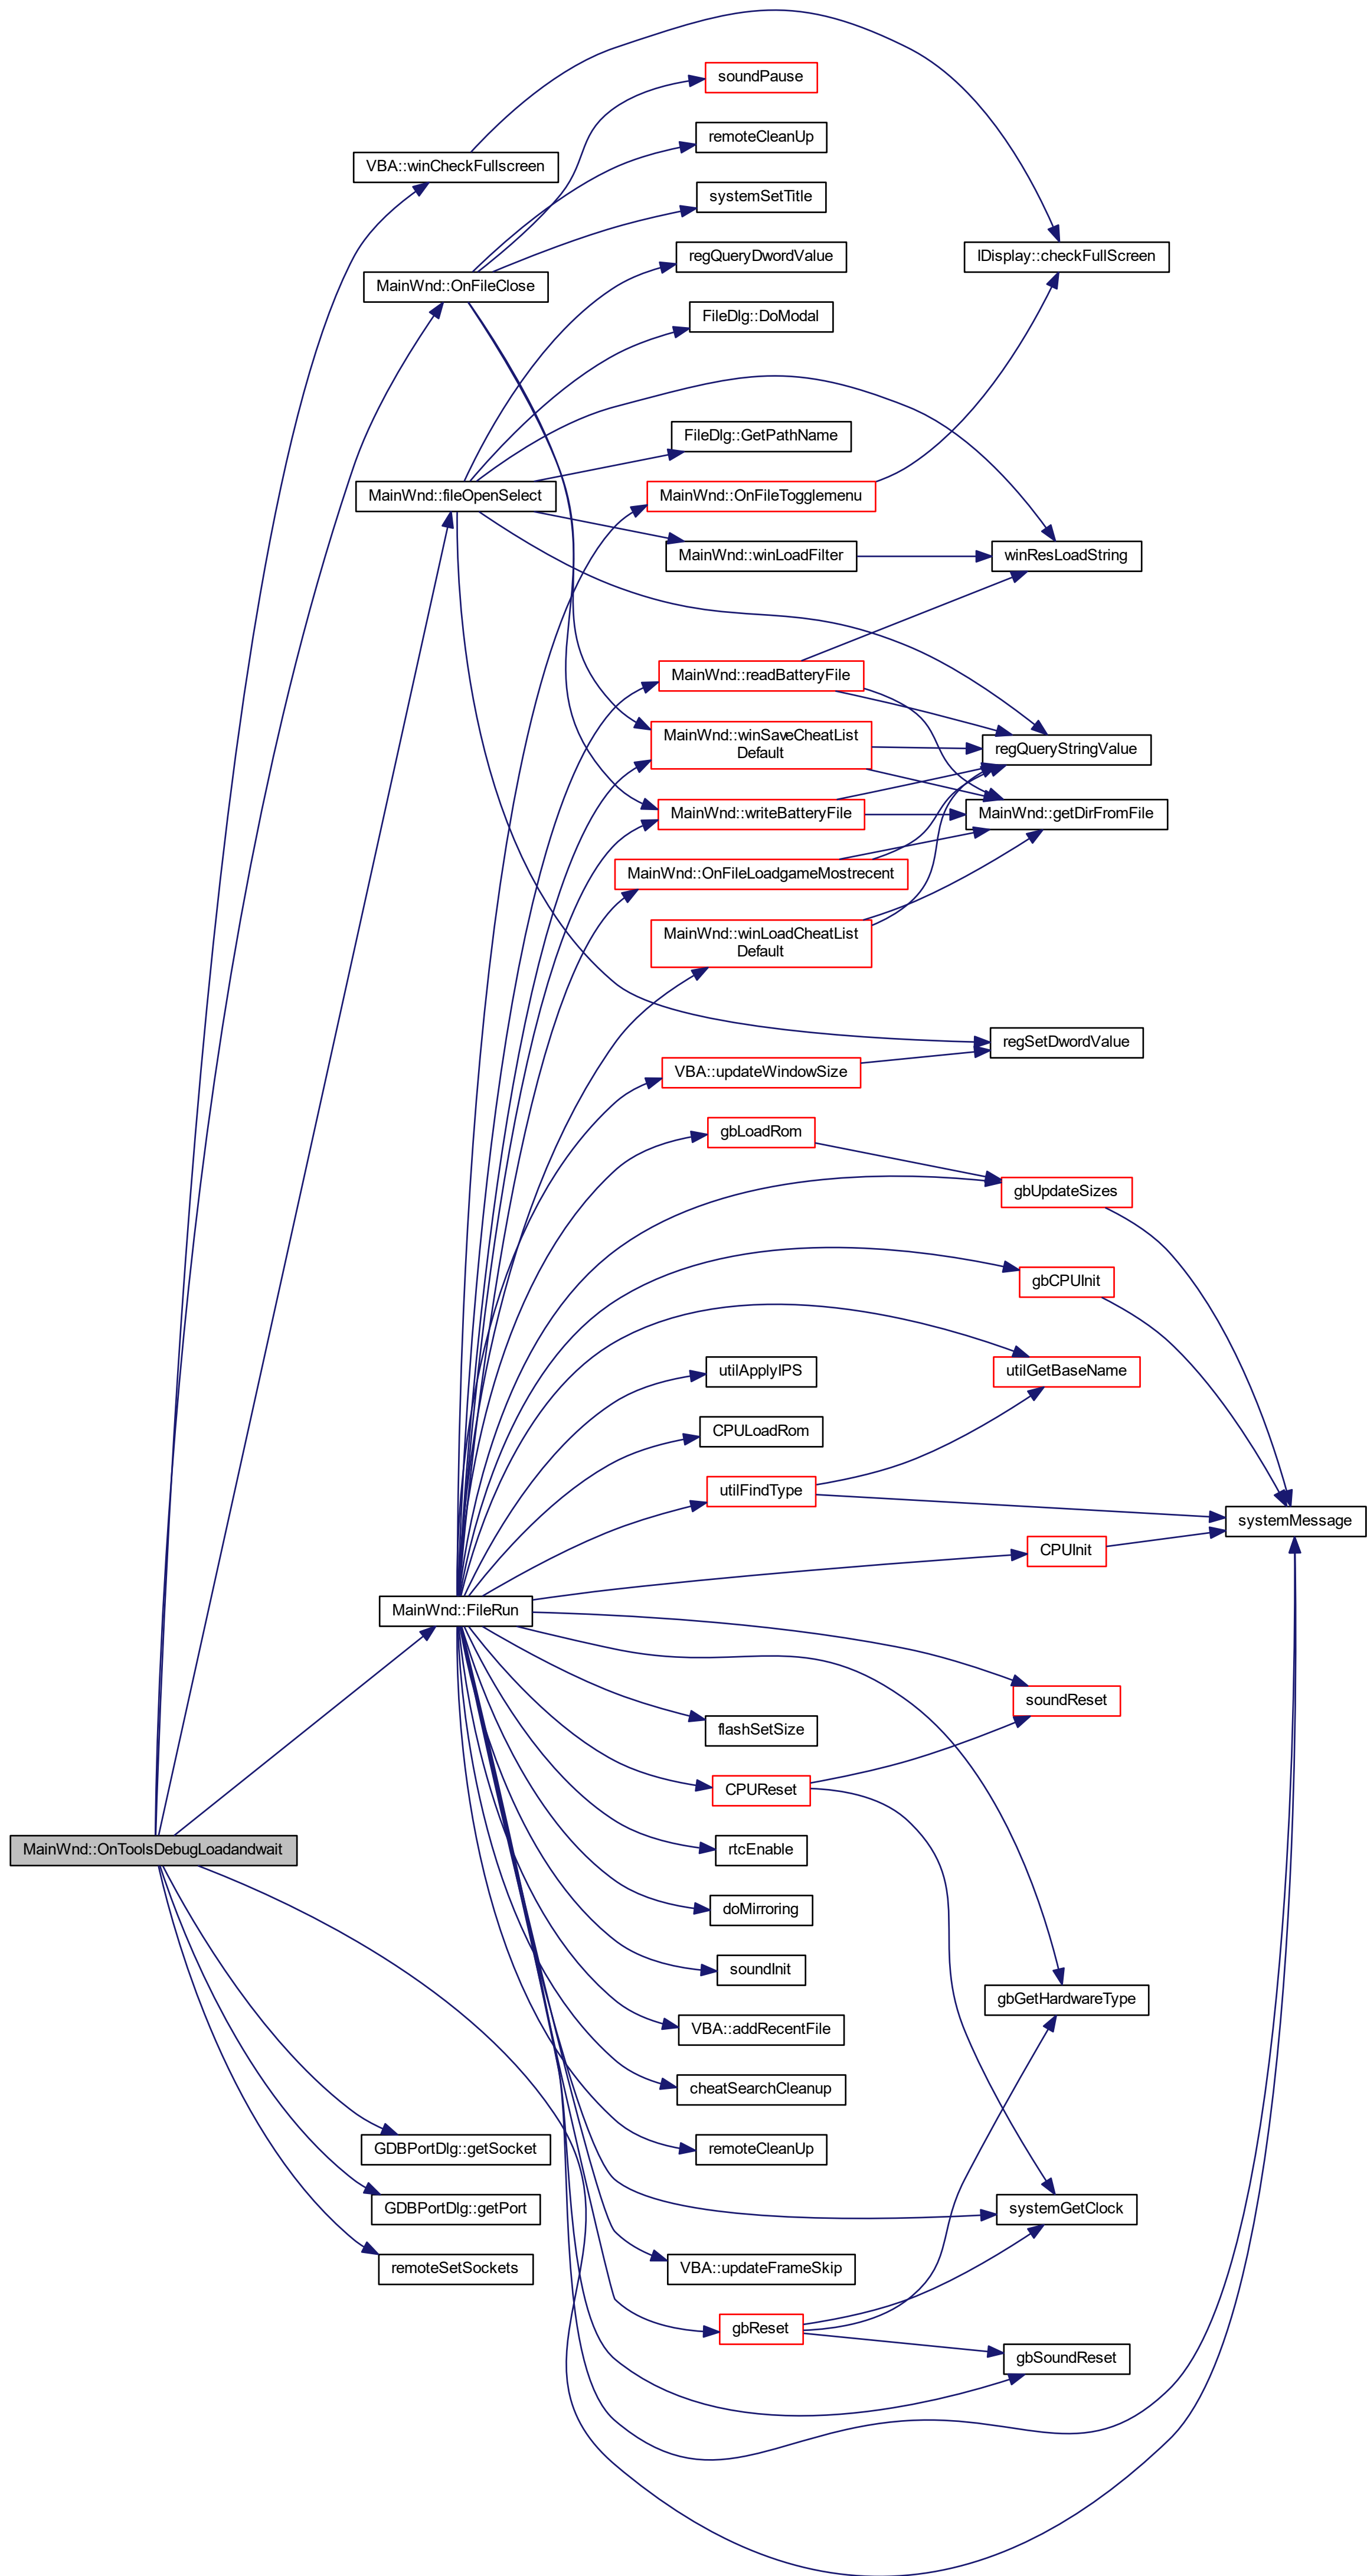 soundPause
remoteCleanUp
VBA::winCheckFullscreen
systemSetTitle
regQueryDwordValue
IDisplay::checkFullScreen
MainWnd::OnFileClose
FileDlg::DoModal
FileDlg::GetPathName
MainWnd::fileOpenSelect
MainWnd::OnFileTogglemenu
MainWnd::winLoadFilter
winResLoadString
MainWnd::readBatteryFile
MainWnd::winSaveCheatList
Default
regQueryStringValue
MainWnd::writeBatteryFile
MainWnd::getDirFromFile
MainWnd::OnFileLoadgameMostrecent
MainWnd::winLoadCheatList
Default
regSetDwordValue
VBA::updateWindowSize
gbLoadRom
gbUpdateSizes
gbCPUInit
utilApplyIPS
utilGetBaseName
CPULoadRom
utilFindType
systemMessage
CPUInit
MainWnd::FileRun
soundReset
flashSetSize
CPUReset
MainWnd::OnToolsDebugLoadandwait
rtcEnable
doMirroring
soundInit
gbGetHardwareType
VBA::addRecentFile
cheatSearchCleanup
GDBPortDlg::getSocket
remoteCleanUp
GDBPortDlg::getPort
systemGetClock
remoteSetSockets
VBA::updateFrameSkip
gbReset
gbSoundReset